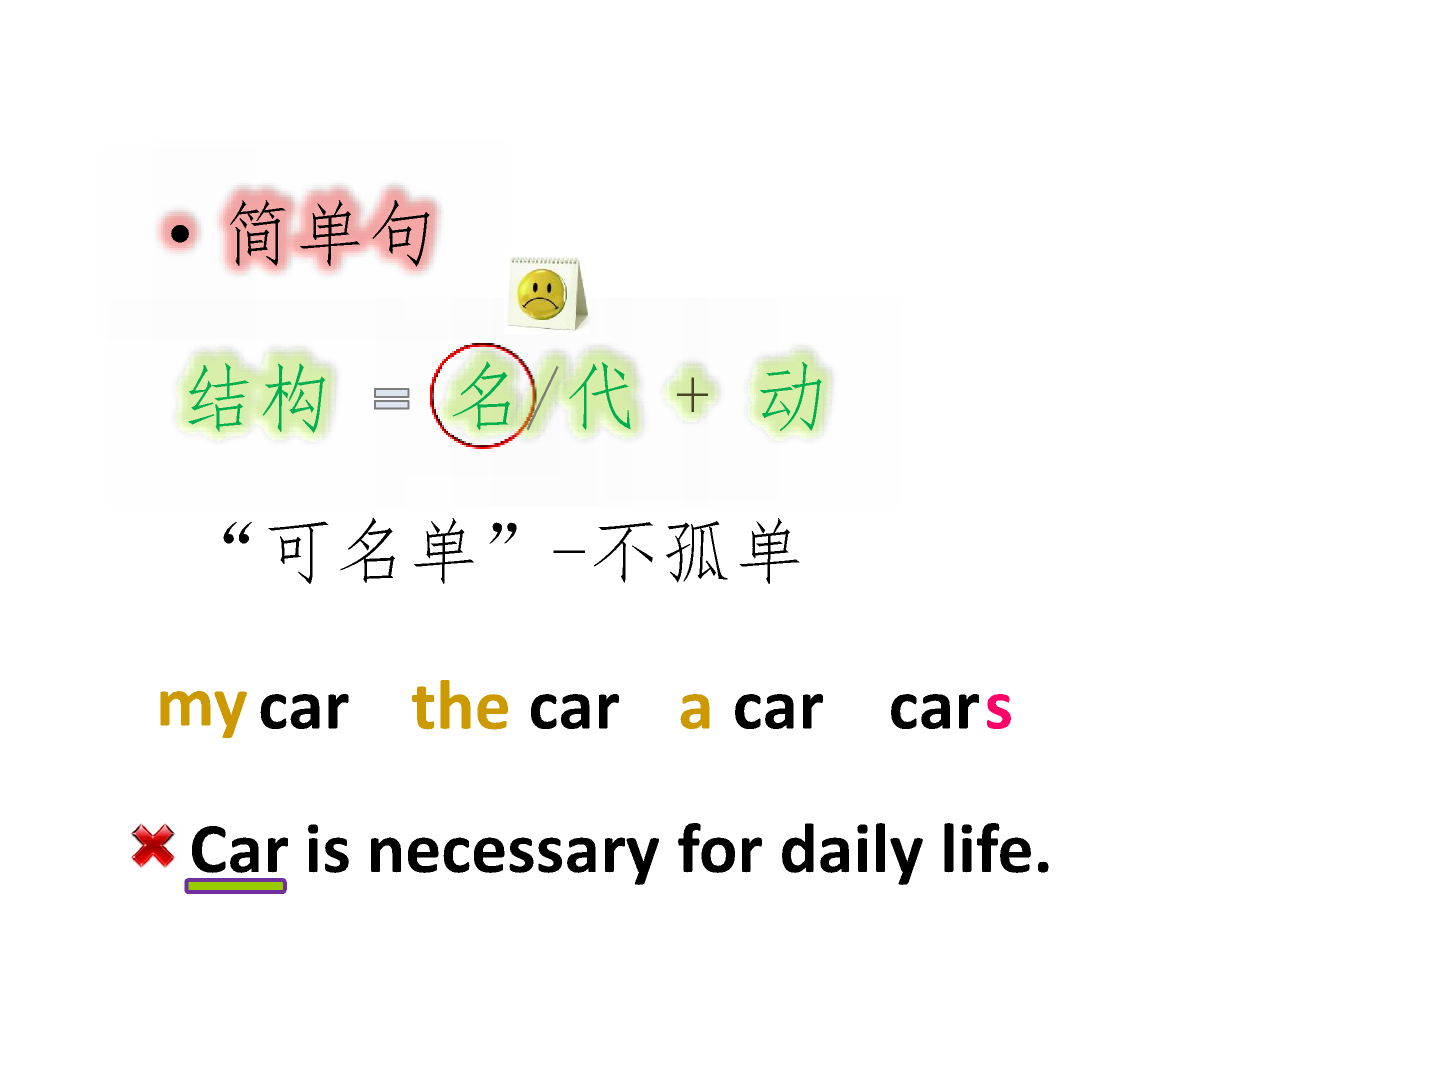 • 简单句
结构 = 名/代 + 动
“可名单”-不孤单
my car the car a car cars
Car is necessary for daily life.